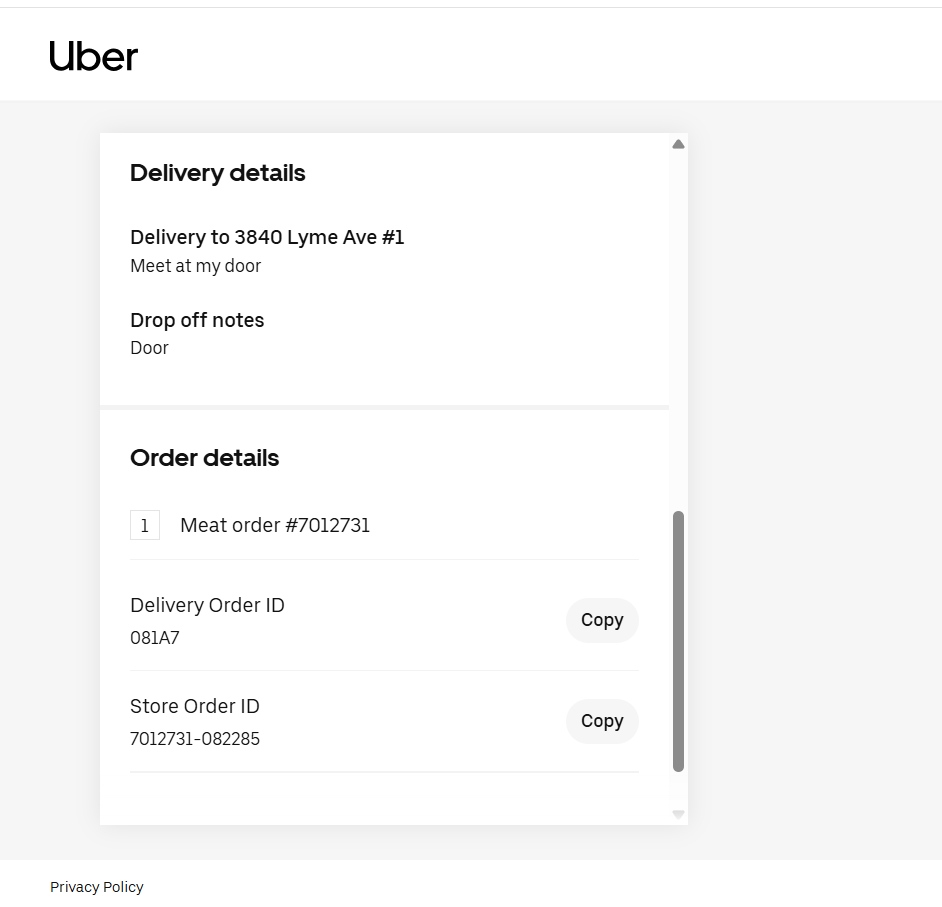 Uber
Delivery details
Delivery to 3840 Lyme Ave #1
Meet at my door
Drop off notes
Door
Order details
1 Meat order #7012731
Delivery Order ID
081A7
Copy
Store Order ID
7012731-082285
Copy
Privacy Policy